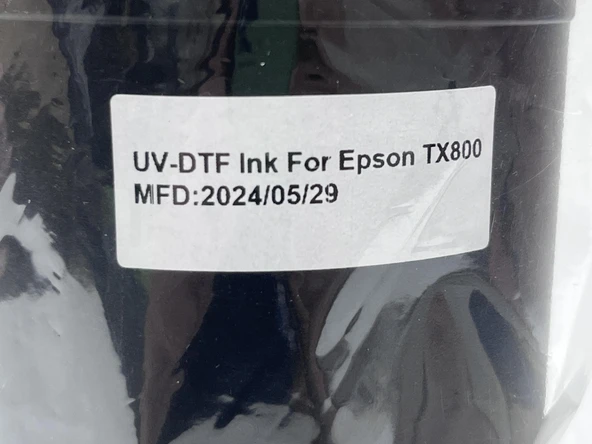 UV-DTF Ink For Epson TX800
MFD:2024/05/29